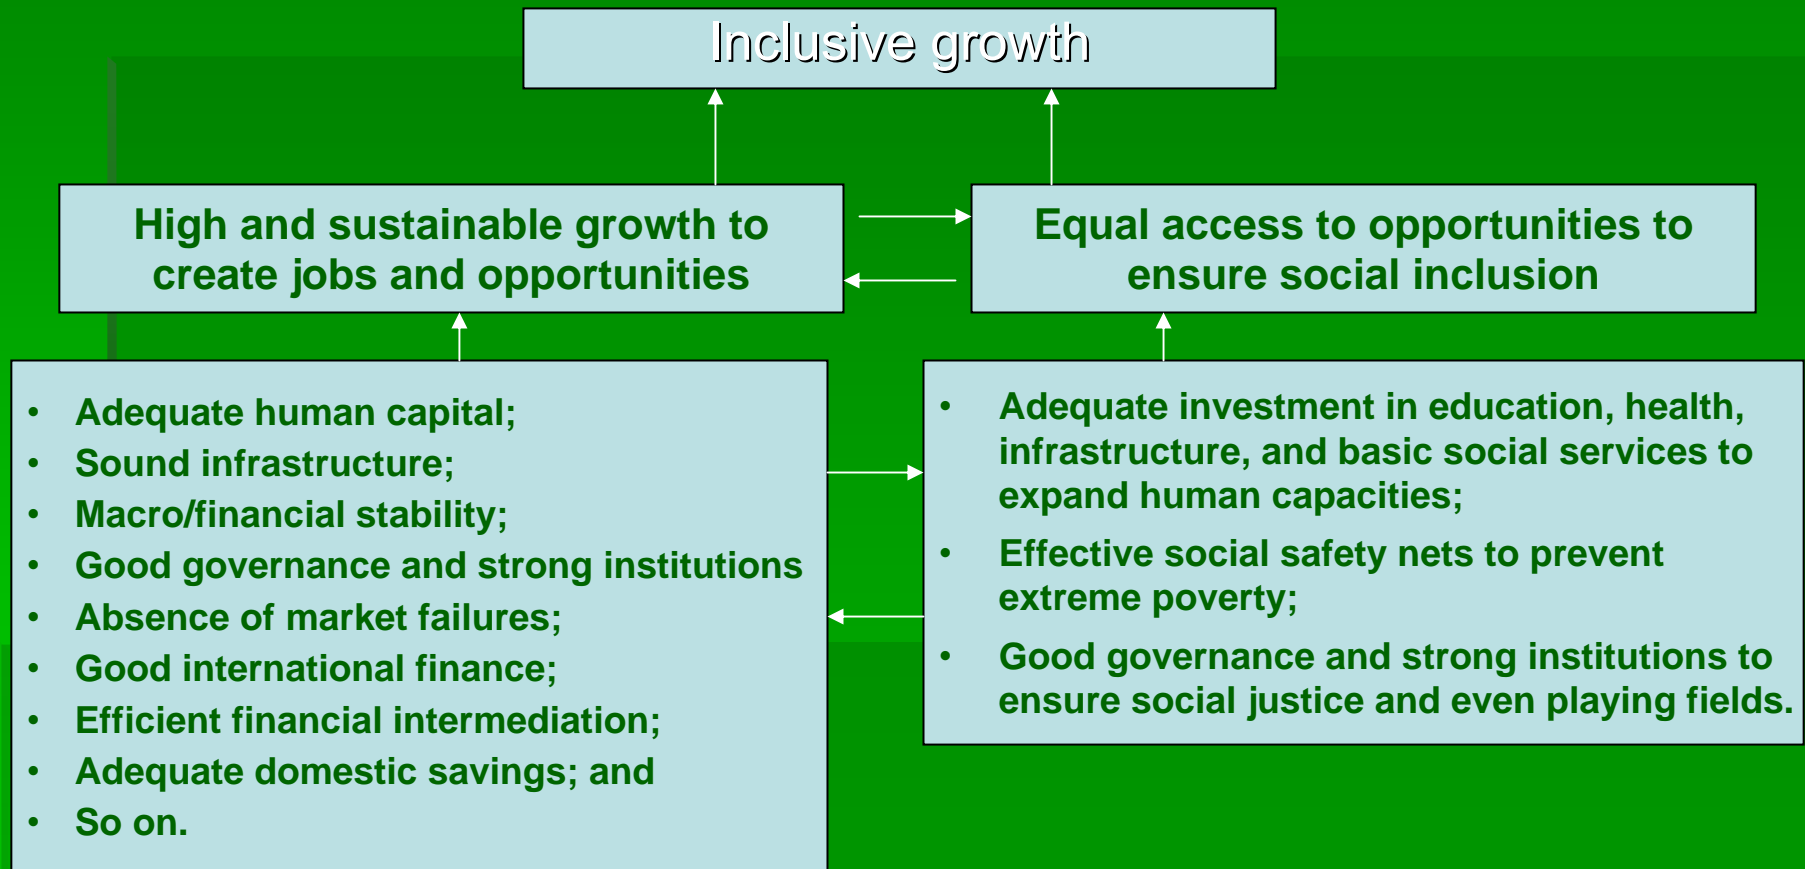 Inclusive growth
High and sustainable growth to
create jobs and opportunities
Equal access to opportunities to
ensure social inclusion
• Adequate human capital;
• Sound infrastructure;
• Macro/financial stability;
• Good governance and strong institutions
• Absence of market failures;
• Good international finance;
• Efficient financial intermediation;
• Adequate domestic savings; and
• So on.
• Adequate investment in education, health,
infrastructure, and basic social services to
expand human capacities;
• Effective social safety nets to prevent
extreme poverty;
• Good governance and strong institutions to
ensure social justice and even playing fields.